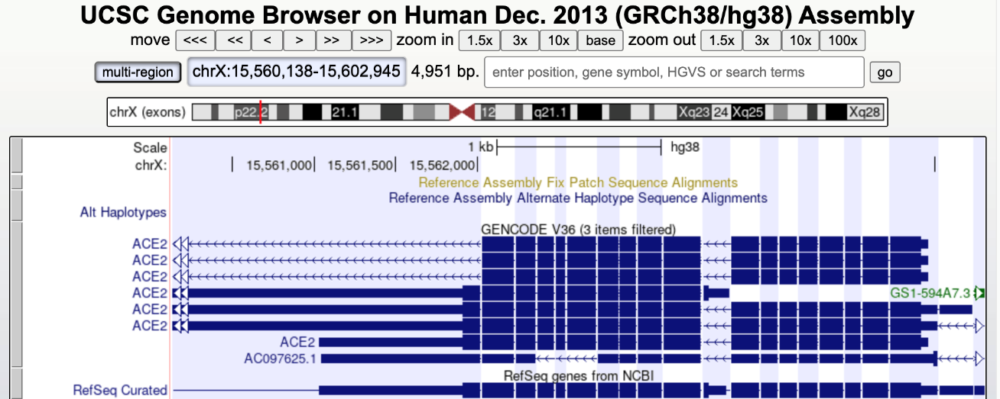 UCSC Genome Browser on Human Dec. 2013 (GRCh38/hg38) Assembly
move <<< << < > >> >>> zoom in 1.5x 3x 10x base zoom out 1.5x 3x 10x 100x
multi-region chrX:15,560,138-15,602,945 4,951 bp. enter position, gene symbol, HGVS or search terms go
chrX (exons) p22.2 21.1 12 q21.1 Xq23 24 Xq25 Xq28
Scale 1 kb hg38
chrX: 15,561,000 15,561,500 15,562,000
Reference Assembly Fix Patch Sequence Alignments
Reference Assembly Alternate Haplotype Sequence Alignments
Alt Haplotypes
GENCODE V36 (3 items filtered)
ACE2
ACE2
ACE2
ACE2 GS1-594A7.3
ACE2
ACE2
ACE2
AC097625.1
RefSeq genes from NCBI
RefSeq Curated